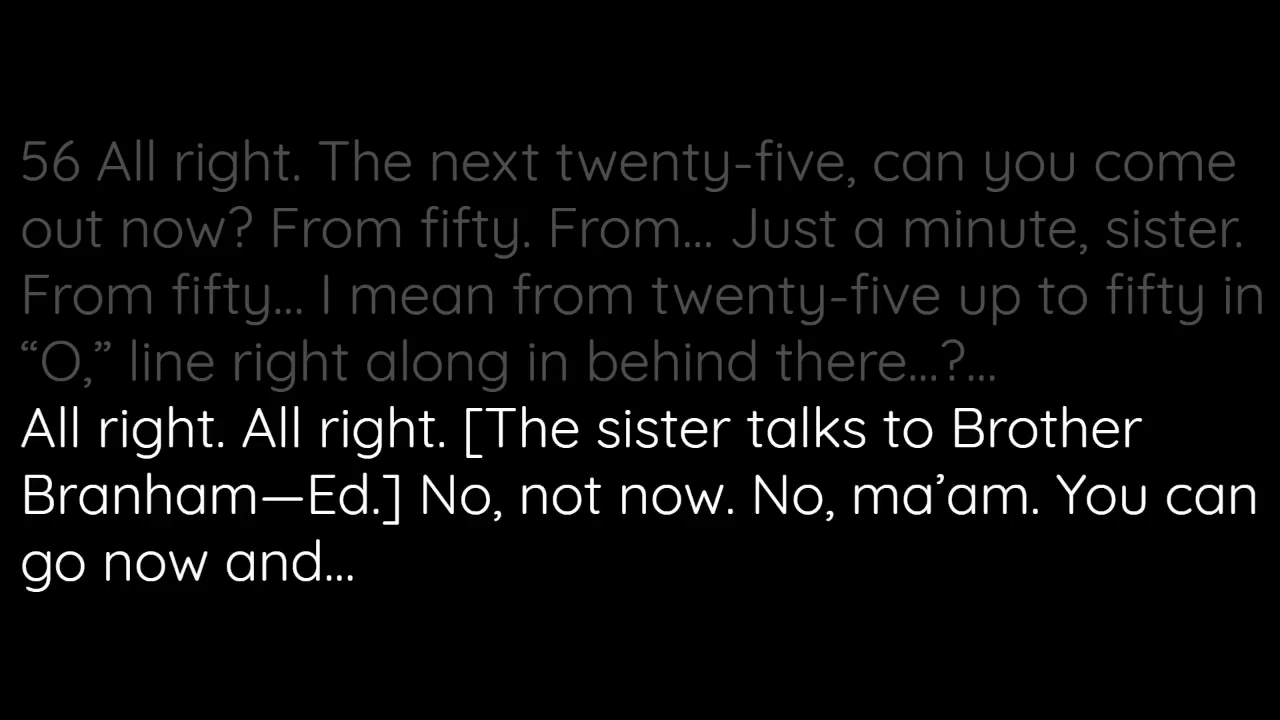 56 All right. The next twenty-five, can you come
out now? From fifty. From... Just a minute, sister.
From fifty... I mean from twenty-five up to fifty in
“O,” line right along in behind there...?...
All right. All right. [The sister talks to Brother
Branham—Ed.] No, not now. No, ma’am. You can
go now and...